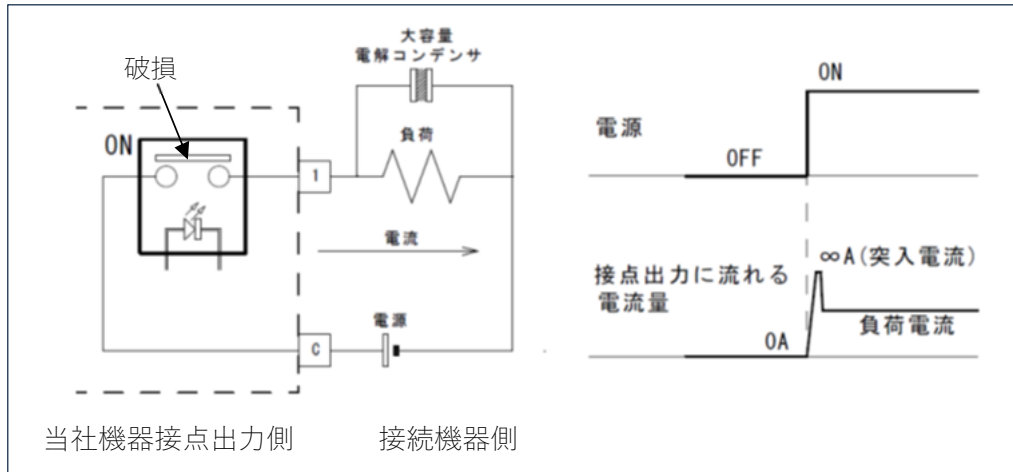 大容量
電解コンデンサ
破損
ON
負荷
1
電流
電源
C
当社機器接点出力側
接続機器側
ON
電源
OFF
∞A(突入電流)
接点出力に流れる
電流量
負荷電流
0A